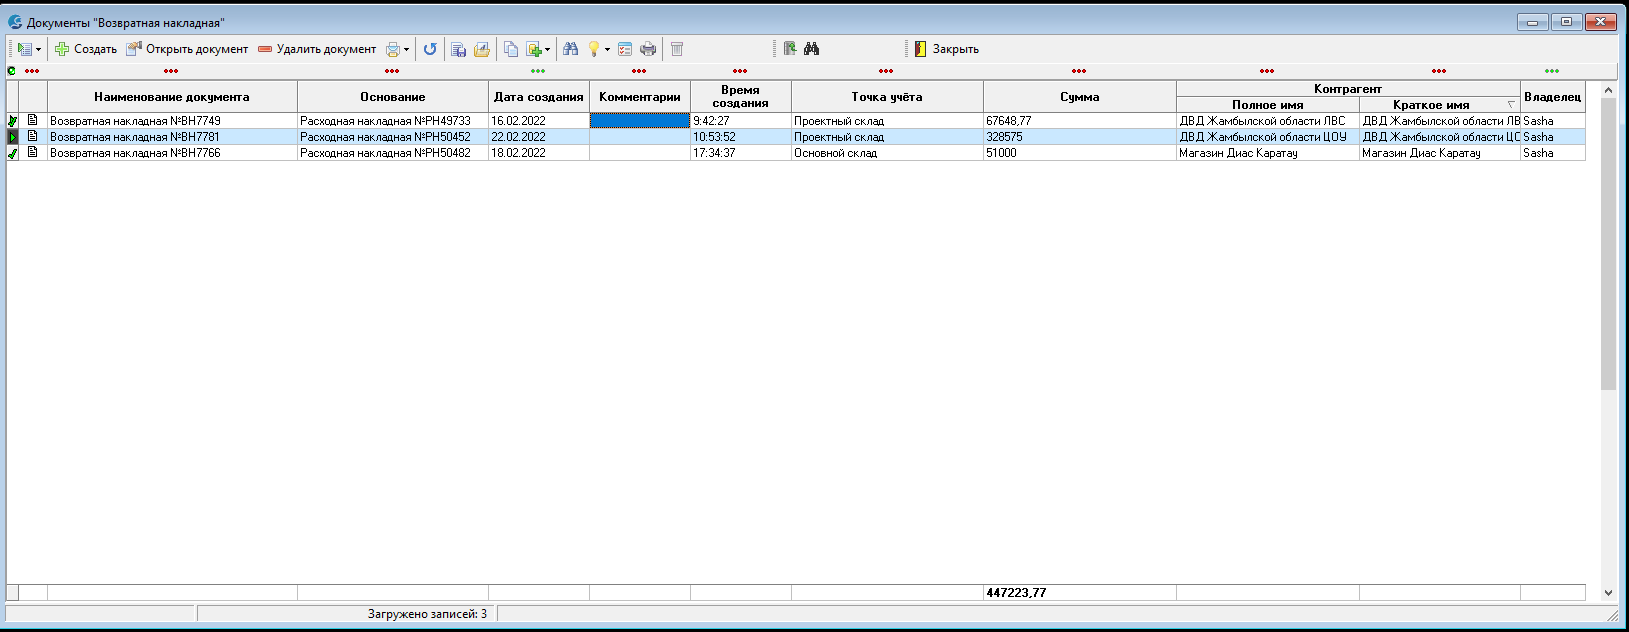 Документы "Возвратная накладная"
Создать Открыть документ Удалить документ Закрыть
Наименование документа Основание Дата создания Комментарии Время создания Точка учёта Сумма Контрагент Полное имя Краткое имя Владелец
Возвратная накладная №ВН7749 Расходная накладная №РН49733 16.02.2022 9:42:27 Проектный склад 67648,77 ДВД Жамбылской области ЛВС ДВД Жамбылской области ЛВ Sasha
Возвратная накладная №ВН7781 Расходная накладная №РН50452 22.02.2022 10:53:52 Проектный склад 328575 ДВД Жамбылской области ЦОУ ДВД Жамбылской области ЦС Sasha
Возвратная накладная №ВН7766 Расходная накладная №РН50482 18.02.2022 17:34:37 Основной склад 51000 Магазин Диас Каратау Магазин Диас Каратау Sasha
447223,77
Загружено записей: 3